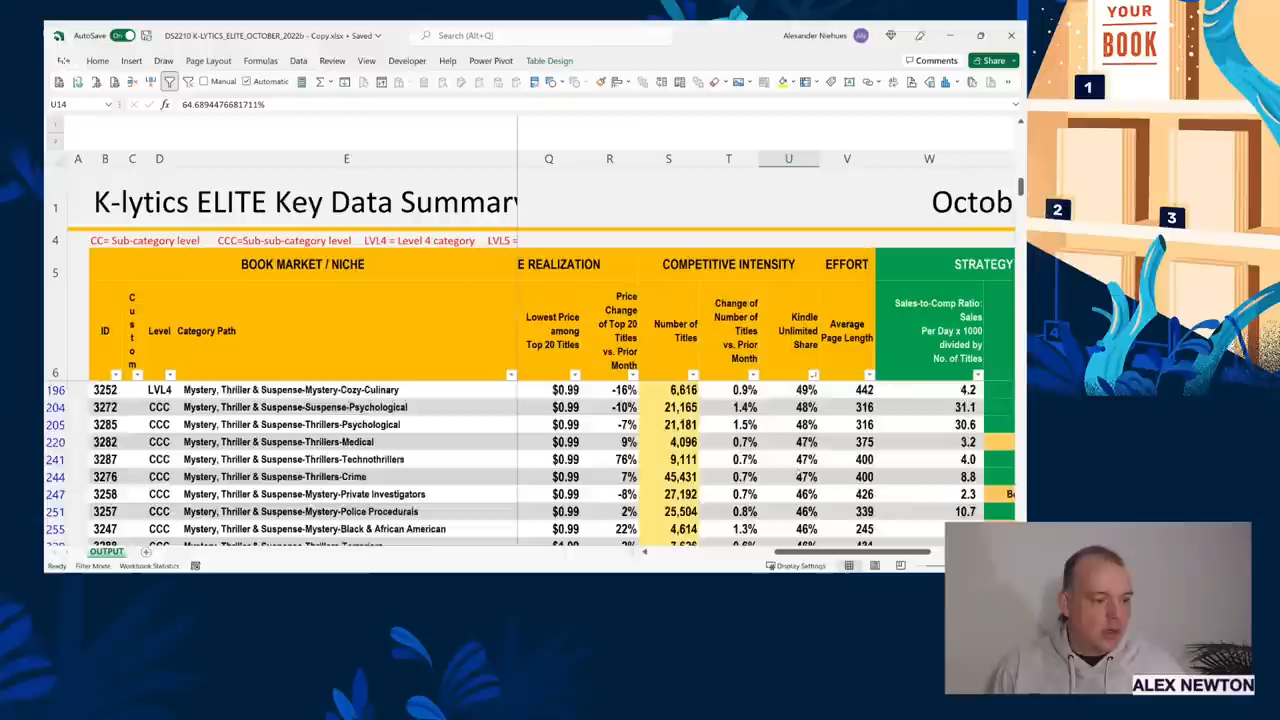 AutoSave On DS2210 K-LYTICS_ELITE_OCTOBER_2022b - Copy.xlsx • Saved Search (Alt+Q) Alexander Niehues AN
Home Insert Draw Page Layout Formulas Data Review View Developer Help Power Pivot Table Design Comments Share
Manual Automatic
U14 fx 64.6894476681711%
A B C D E Q R S T U V W
1 K-lytics ELITE Key Data Summary Octob
4 CC= Sub-category level CCC=Sub-sub-category level LVL4 = Level 4 category LVL5 =
5 BOOK MARKET / NICHE E REALIZATION COMPETITIVE INTENSITY EFFORT STRATEGY
6 ID Custom Level Category Path Lowest Price among Top 20 Titles Price Change of Top 20 Titles vs. Prior Month Number of Titles Change of Number of Titles vs. Prior Month Kindle Unlimited Share Average Page Length Sales-to-Comp Ratio: Sales Per Day x 1000 divided by No. of Titles
196 3252 LVL4 Mystery, Thriller & Suspense-Mystery-Cozy-Culinary $0.99 -16% 6,616 0.9% 49% 442 4.2
204 3272 CCC Mystery, Thriller & Suspense-Suspense-Psychological $0.99 -10% 21,165 1.4% 48% 316 31.1
205 3285 CCC Mystery, Thriller & Suspense-Thrillers-Psychological $0.99 -7% 21,181 1.5% 48% 316 30.6
220 3282 CCC Mystery, Thriller & Suspense-Thrillers-Medical $0.99 9% 4,096 0.7% 47% 375 3.2
241 3287 CCC Mystery, Thriller & Suspense-Thrillers-Technothrillers $0.99 76% 9,111 0.7% 47% 400 4.0
244 3276 CCC Mystery, Thriller & Suspense-Thrillers-Crime $0.99 7% 45,431 0.7% 47% 400 8.8
247 3258 CCC Mystery, Thriller & Suspense-Mystery-Private Investigators $0.99 -8% 27,192 0.7% 46% 426 2.3
251 3257 CCC Mystery, Thriller & Suspense-Mystery-Police Procedurals $0.99 2% 25,504 0.8% 46% 339 10.7
255 3247 CCC Mystery, Thriller & Suspense-Mystery-Black & African American $0.99 22% 4,614 1.3% 46% 245
OUTPUT
Ready Filter Mode Workbook Statistics Display Settings
YOUR
BOOK
1
2
3
4
ALEX NEWTON